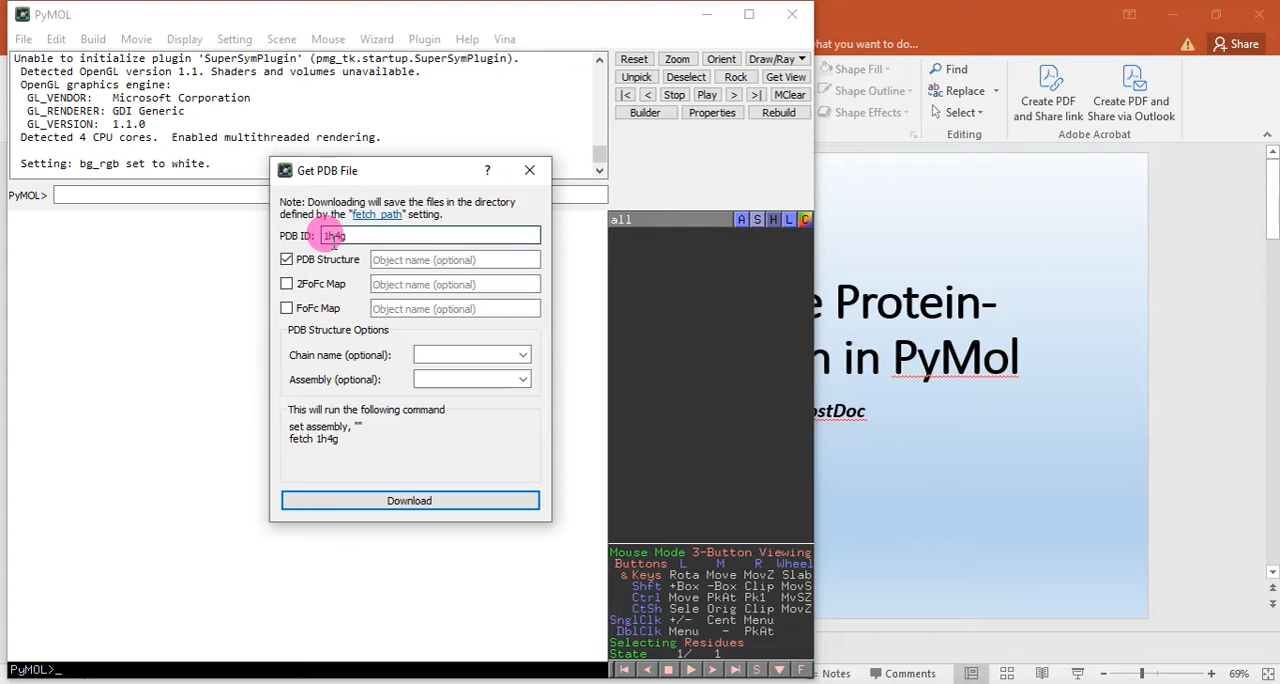 PyMOL
File Edit Build Movie Display Setting Scene Mouse Wizard Plugin Help Vina
Unable to initialize plugin 'SuperSymPlugin' (pmg_tk.startup.SuperSymPlugin).
Detected OpenGL version 1.1. Shaders and volumes unavailable.
OpenGL graphics engine:
GL_VENDOR: Microsoft Corporation
GL_RENDERER: GDI Generic
GL_VERSION: 1.1.0
Detected 4 CPU cores. Enabled multithreaded rendering.
Setting: bg_rgb set to white.
PyMOL>
Reset Zoom Orient Draw/Ray
Unpick Deselect Rock Get View
|< < Stop Play > >| MClear
Builder Properties Rebuild
Get PDB File ?
Note: Downloading will save the files in the directory
defined by the "fetch_path" setting.
PDB ID: 1h4g
PDB Structure Object name (optional)
2FoFc Map Object name (optional)
FoFc Map Object name (optional)
PDB Structure Options
Chain name (optional):
Assembly (optional):
This will run the following command
set assembly, ""
fetch 1h4g
Download
all A S H L C
Mouse Mode 3-Button Viewing
Buttons L M R Wheel
& Keys Rota Move MovZ Slab
Shft +Box -Box Clip MovS
Ctrl Move PkAt Pk1 MvSZ
CtSh Sele Orig Clip MovZ
SnglClk +/- Cent Menu
DblClk Menu - PkAt
Selecting Residues
State 1/ 1
S F
PyMOL>_
what you want to do...
Share
Shape Fill
Shape Outline
Shape Effects
Find
Replace
Select
Editing
Create PDF
and Share link
Create PDF and
Share via Outlook
Adobe Acrobat
e Protein-
n in PyMol
ostDoc
Notes Comments 69%